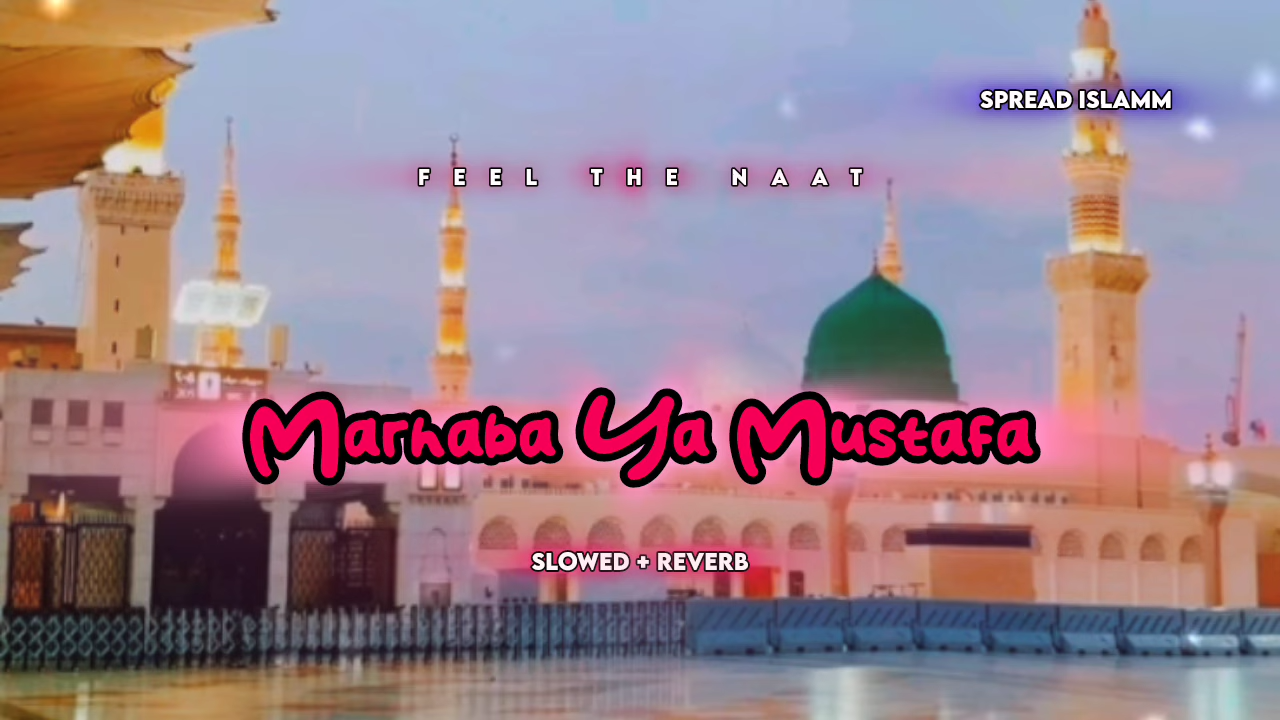 SPREAD ISLAMM
FEEL THE NAAT
Marhaba Ya Mustafa
SLOWED + REVERB